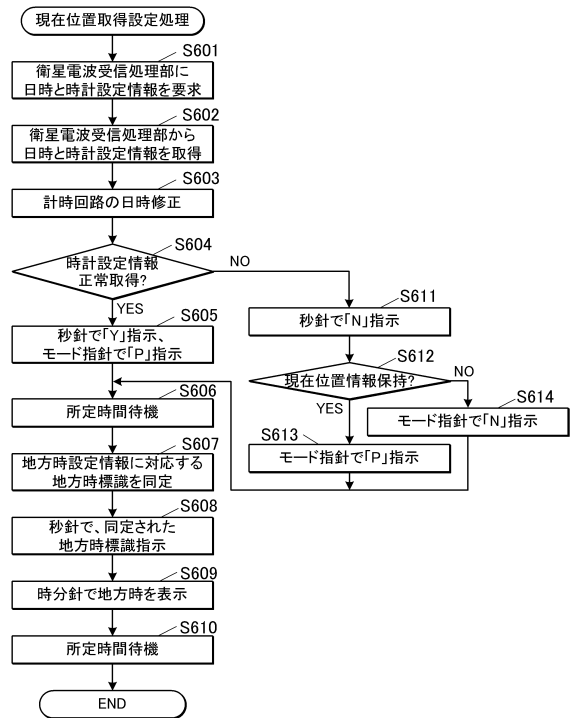 現在位置取得設定処理
S601
衛星電波受信処理部に
日時と時計設定情報を要求
S602
衛星電波受信処理部から
日時と時計設定情報を取得
S603
計時回路の日時修正
S604
時計設定情報
正常取得?
NO
YES
S605
秒針で「Y」指示、
モード指針で「P」指示
S606
所定時間待機
S607
地方時設定情報に対応する
地方時標識を同定
S608
秒針で、同定された
地方時標識指示
S609
時分針で地方時を表示
S610
所定時間待機
END
S611
秒針で「N」指示
S612
現在位置情報保持?
NO
YES
S613
モード指針で「P」指示
S614
モード指針で「N」指示